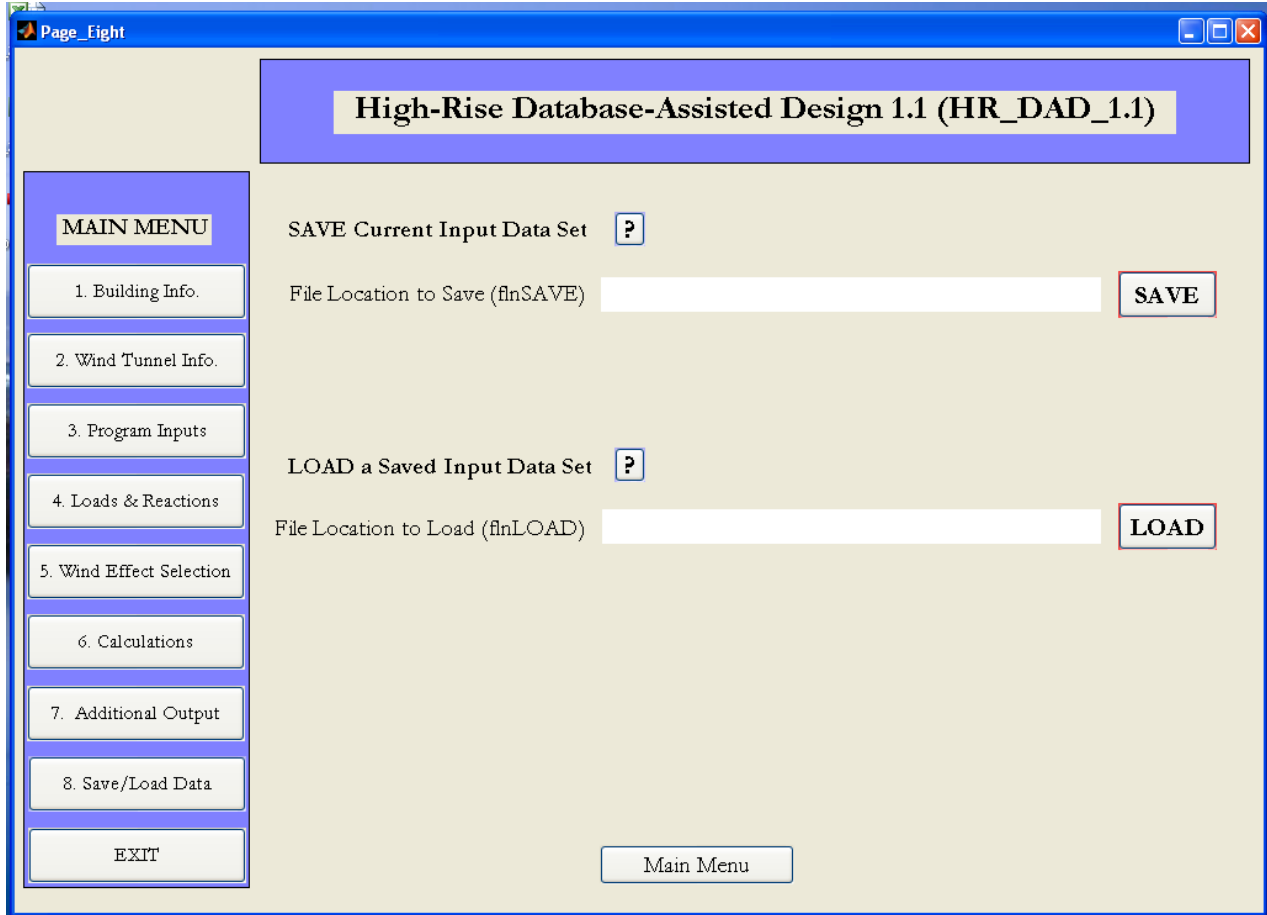 Page_Eight
High-Rise Database-Assisted Design 1.1 (HR_DAD_1.1)
MAIN MENU
1. Building Info.
2. Wind Tunnel Info.
3. Program Inputs
4. Loads & Reactions
5. Wind Effect Selection
6. Calculations
7. Additional Output
8. Save/Load Data
EXIT
SAVE Current Input Data Set ?
File Location to Save (flnSAVE) SAVE
LOAD a Saved Input Data Set ?
File Location to Load (flnLOAD) LOAD
Main Menu